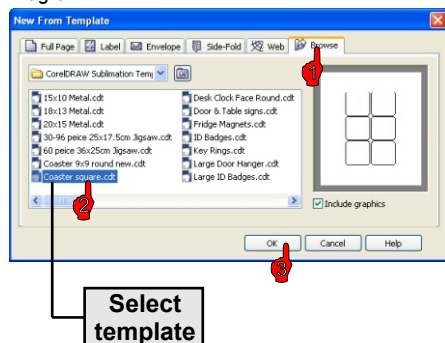 New From Template
Full Page Label Envelope Side-Fold Web Browse
1
CorelDRAW Sublimation Temp
15x10 Metal.cdt
18x13 Metal.cdt
20x15 Metal.cdt
30-96 peice 25x17.5cm Jigsaw.cdt
60 peice 36x25cm Jigsaw.cdt
Coaster 9x9 round new.cdt
Coaster square.cdt
Desk Clock Face Round.cdt
Door & Table signs.cdt
Fridge Magnets.cdt
ID Badges.cdt
Key Rings.cdt
Large Door Hanger.cdt
Large ID Badges.cdt
2
Include graphics
OK Cancel Help
3
Select
template